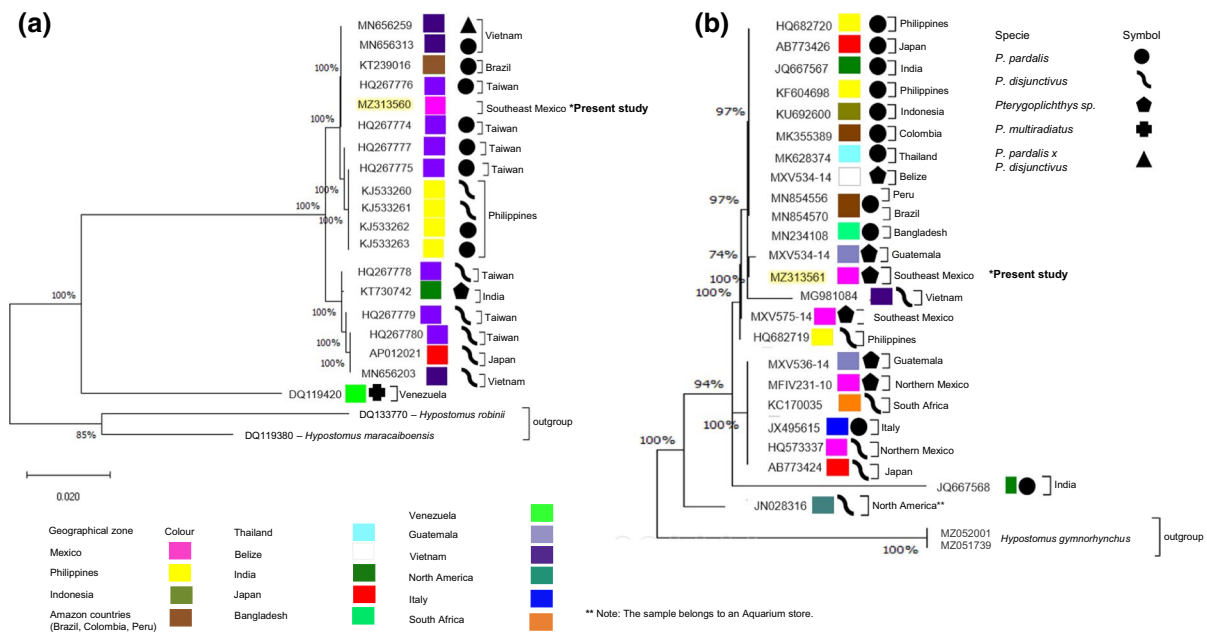 (a)
MN656259
MN656313
Vietnam
KT239016
Brazil
HQ267776
Taiwan
MZ313560
Southeast Mexico *Present study
HQ267774
Taiwan
HQ267777
Taiwan
HQ267775
Taiwan
KJ533260
KJ533261
KJ533262
KJ533263
Philippines
HQ267778
Taiwan
KT730742
India
HQ267779
Taiwan
HQ267780
Taiwan
AP012021
Japan
MN656203
Vietnam
DQ119420
Venezuela
DQ133770 – Hypostomus robinii
DQ119380 – Hypostomus maracaiboensis
outgroup
100%
100%
100%
100%
100%
100%
100%
100%
100%
100%
100%
85%
0.020
(b)
HQ682720
Philippines
AB773426
Japan
JQ667567
India
KF604698
Philippines
KU692600
Indonesia
MK355389
Colombia
MK628374
Thailand
MXV534-14
Belize
MN854556
Peru
MN854570
Brazil
MN234108
Bangladesh
MXV534-14
Guatemala
MZ313561
Southeast Mexico
*Present study
MG981084
Vietnam
MXV575-14
Southeast Mexico
HQ682719
Philippines
MXV536-14
Guatemala
MFIV231-10
Northern Mexico
KC170035
South Africa
JX495615
Italy
HQ573337
Northern Mexico
AB773424
Japan
JQ667568
India
JN028316
North America**
MZ052001
MZ051739
Hypostomus gymnorhynchus
outgroup
97%
97%
74%
100%
100%
94%
100%
100%
100%
Specie
Symbol
P. pardalis
P. disjunctivus
Pterygoplichthys sp.
P. multiradiatus
P. pardalis x
P. disjunctivus
Geographical zone
Colour
Mexico
Philippines
Indonesia
Amazon countries
(Brazil, Colombia, Peru)
Thailand
Belize
India
Japan
Bangladesh
Venezuela
Guatemala
Vietnam
North America
Italy
South Africa
** Note: The sample belongs to an Aquarium store.